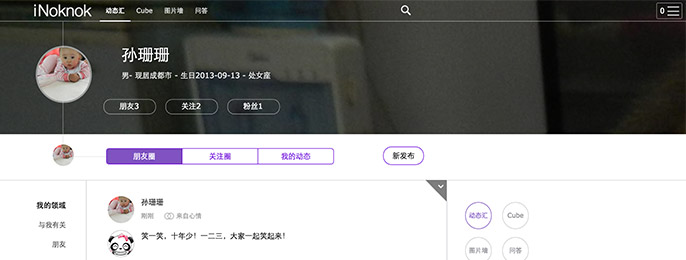 iNoknok 动态汇 Cube 图片墙 问答 0
孙珊珊
男- 现居成都市 - 生日2013-09-13 - 处女座
朋友3 关注2 粉丝1
朋友圈 关注圈 我的动态 新发布
我的领域
与我有关
朋友
孙珊珊
刚刚 来自心情
笑一笑，十年少！一二三，大家一起笑起来！
动态汇 Cube
图片墙 问答